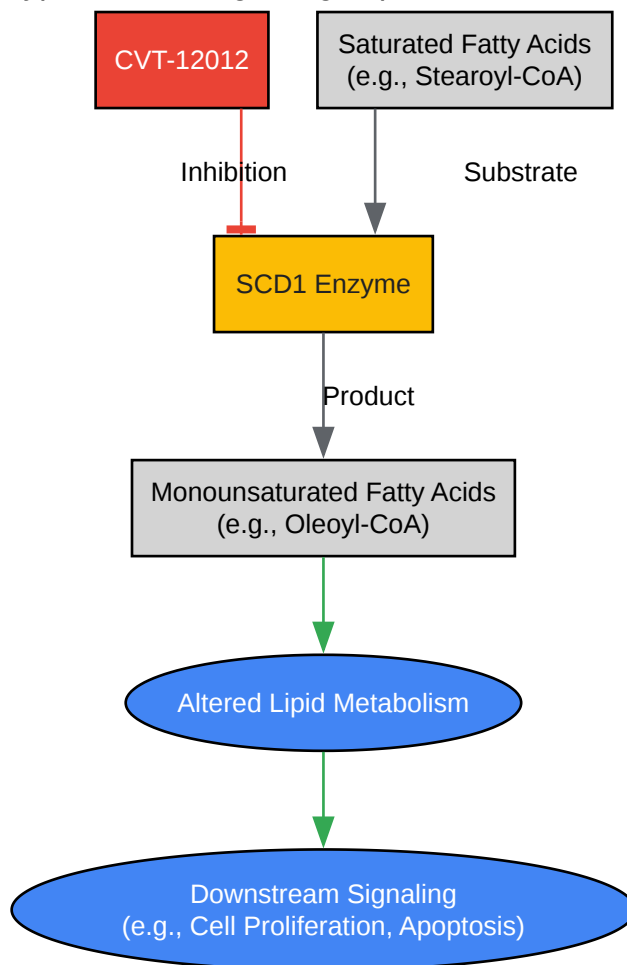 CVT-12012
Saturated Fatty Acids
(e.g., Stearoyl-CoA)
Inhibition
Substrate
SCD1 Enzyme
Product
Monounsaturated Fatty Acids
(e.g., Oleoyl-CoA)
Altered Lipid Metabolism
Downstream Signaling
(e.g., Cell Proliferation, Apoptosis)